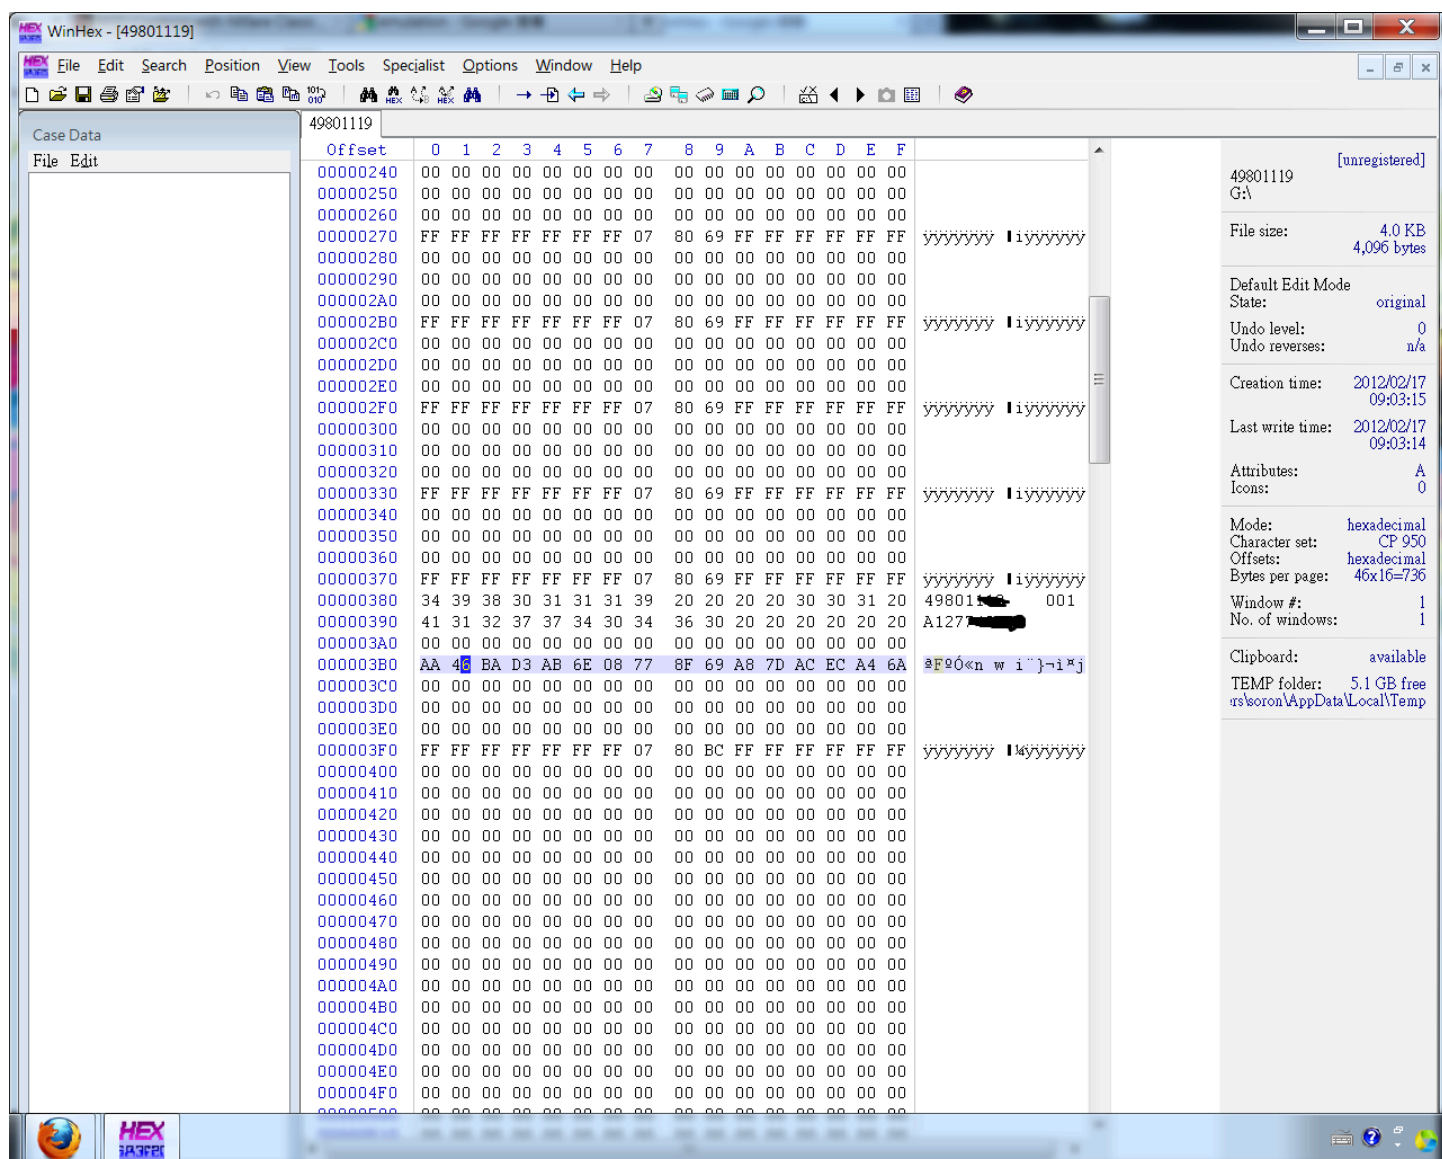 WinHex - [49801119]
File Edit Search Position View Tools Specialist Options Window Help
Case Data
File Edit
49801119
Offset 0 1 2 3 4 5 6 7 8 9 A B C D E F
00000240 00 00 00 00 00 00 00 00 00 00 00 00 00 00 00 00
00000250 00 00 00 00 00 00 00 00 00 00 00 00 00 00 00 00
00000260 00 00 00 00 00 00 00 00 00 00 00 00 00 00 00 00
00000270 FF FF FF FF FF FF FF 07 80 69 FF FF FF FF FF FF ÿÿÿÿÿÿÿ ▌iÿÿÿÿÿÿ
00000280 00 00 00 00 00 00 00 00 00 00 00 00 00 00 00 00
00000290 00 00 00 00 00 00 00 00 00 00 00 00 00 00 00 00
000002A0 00 00 00 00 00 00 00 00 00 00 00 00 00 00 00 00
000002B0 FF FF FF FF FF FF FF 07 80 69 FF FF FF FF FF FF ÿÿÿÿÿÿÿ ▌iÿÿÿÿÿÿ
000002C0 00 00 00 00 00 00 00 00 00 00 00 00 00 00 00 00
000002D0 00 00 00 00 00 00 00 00 00 00 00 00 00 00 00 00
000002E0 00 00 00 00 00 00 00 00 00 00 00 00 00 00 00 00
000002F0 FF FF FF FF FF FF FF 07 80 69 FF FF FF FF FF FF ÿÿÿÿÿÿÿ ▌iÿÿÿÿÿÿ
00000300 00 00 00 00 00 00 00 00 00 00 00 00 00 00 00 00
00000310 00 00 00 00 00 00 00 00 00 00 00 00 00 00 00 00
00000320 00 00 00 00 00 00 00 00 00 00 00 00 00 00 00 00
00000330 FF FF FF FF FF FF FF 07 80 69 FF FF FF FF FF FF ÿÿÿÿÿÿÿ ▌iÿÿÿÿÿÿ
00000340 00 00 00 00 00 00 00 00 00 00 00 00 00 00 00 00
00000350 00 00 00 00 00 00 00 00 00 00 00 00 00 00 00 00
00000360 00 00 00 00 00 00 00 00 00 00 00 00 00 00 00 00
00000370 FF FF FF FF FF FF FF 07 80 69 FF FF FF FF FF FF ÿÿÿÿÿÿÿ ▌iÿÿÿÿÿÿ
00000380 34 39 38 30 31 31 31 39 20 20 20 20 30 30 31 20 49801 001
00000390 41 31 32 37 37 34 30 34 36 30 20 20 20 20 20 20 A127
000003A0 00 00 00 00 00 00 00 00 00 00 00 00 00 00 00 00
000003B0 AA 46 BA D3 AB 6E 08 77 8F 69 A8 7D AC EC A4 6A ªFºÓ«n w i¨}¬ì¤j
000003C0 00 00 00 00 00 00 00 00 00 00 00 00 00 00 00 00
000003D0 00 00 00 00 00 00 00 00 00 00 00 00 00 00 00 00
000003E0 00 00 00 00 00 00 00 00 00 00 00 00 00 00 00 00
000003F0 FF FF FF FF FF FF FF 07 80 BC FF FF FF FF FF FF ÿÿÿÿÿÿÿ ▌¼ÿÿÿÿÿÿ
00000400 00 00 00 00 00 00 00 00 00 00 00 00 00 00 00 00
00000410 00 00 00 00 00 00 00 00 00 00 00 00 00 00 00 00
00000420 00 00 00 00 00 00 00 00 00 00 00 00 00 00 00 00
00000430 00 00 00 00 00 00 00 00 00 00 00 00 00 00 00 00
00000440 00 00 00 00 00 00 00 00 00 00 00 00 00 00 00 00
00000450 00 00 00 00 00 00 00 00 00 00 00 00 00 00 00 00
00000460 00 00 00 00 00 00 00 00 00 00 00 00 00 00 00 00
00000470 00 00 00 00 00 00 00 00 00 00 00 00 00 00 00 00
00000480 00 00 00 00 00 00 00 00 00 00 00 00 00 00 00 00
00000490 00 00 00 00 00 00 00 00 00 00 00 00 00 00 00 00
000004A0 00 00 00 00 00 00 00 00 00 00 00 00 00 00 00 00
000004B0 00 00 00 00 00 00 00 00 00 00 00 00 00 00 00 00
000004C0 00 00 00 00 00 00 00 00 00 00 00 00 00 00 00 00
000004D0 00 00 00 00 00 00 00 00 00 00 00 00 00 00 00 00
000004E0 00 00 00 00 00 00 00 00 00 00 00 00 00 00 00 00
000004F0 00 00 00 00 00 00 00 00 00 00 00 00 00 00 00 00
[unregistered]
49801119
G:\
File size: 4.0 KB
4,096 bytes
Default Edit Mode
State: original
Undo level: 0
Undo reverses: n/a
Creation time: 2012/02/17
09:03:15
Last write time: 2012/02/17
09:03:14
Attributes: A
Icons: 0
Mode: hexadecimal
Character set: CP 950
Offsets: hexadecimal
Bytes per page: 46x16=736
Window #: 1
No. of windows: 1
Clipboard: available
TEMP folder: 5.1 GB free
rs\soron\AppData\Local\Temp
HEX